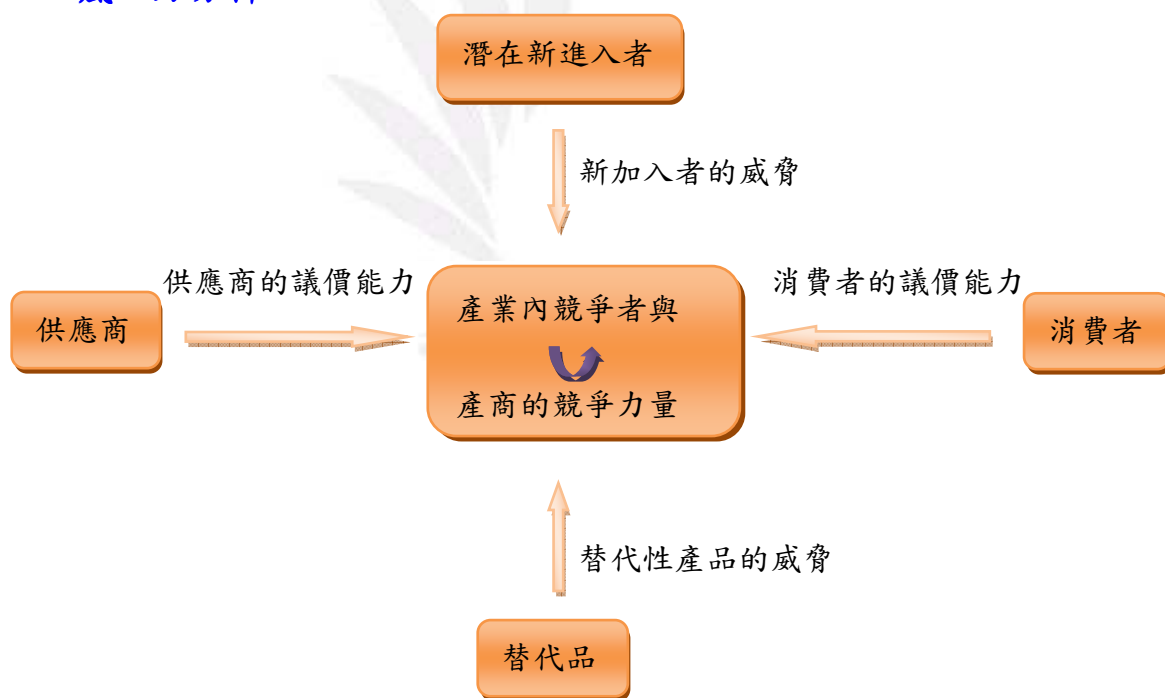 潛在新進入者
新加入者的威脅
供應商的議價能力
消費者的議價能力
供應商
產業內競爭者與
產商的競爭力量
消費者
替代性產品的威脅
替代品